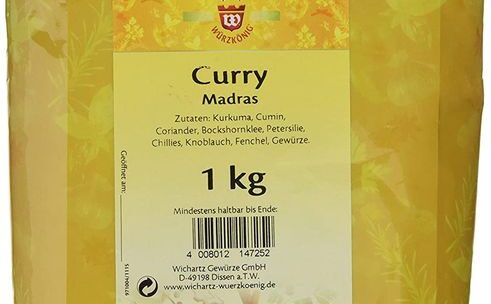 W
WÜRZKÖNIG
Curry
Madras
Zutaten: Kurkuma, Cumin,
Coriander, Bockshornklee, Petersilie,
Chillies, Knoblauch, Fenchel, Gewürze.
Geöffnet am:
1 kg
Mindestens haltbar bis Ende:
4 008012 147252
Wichartz Gewürze GmbH
D-49198 Dissen a.T.W.
www.wichartz-wuerzkoenig.de